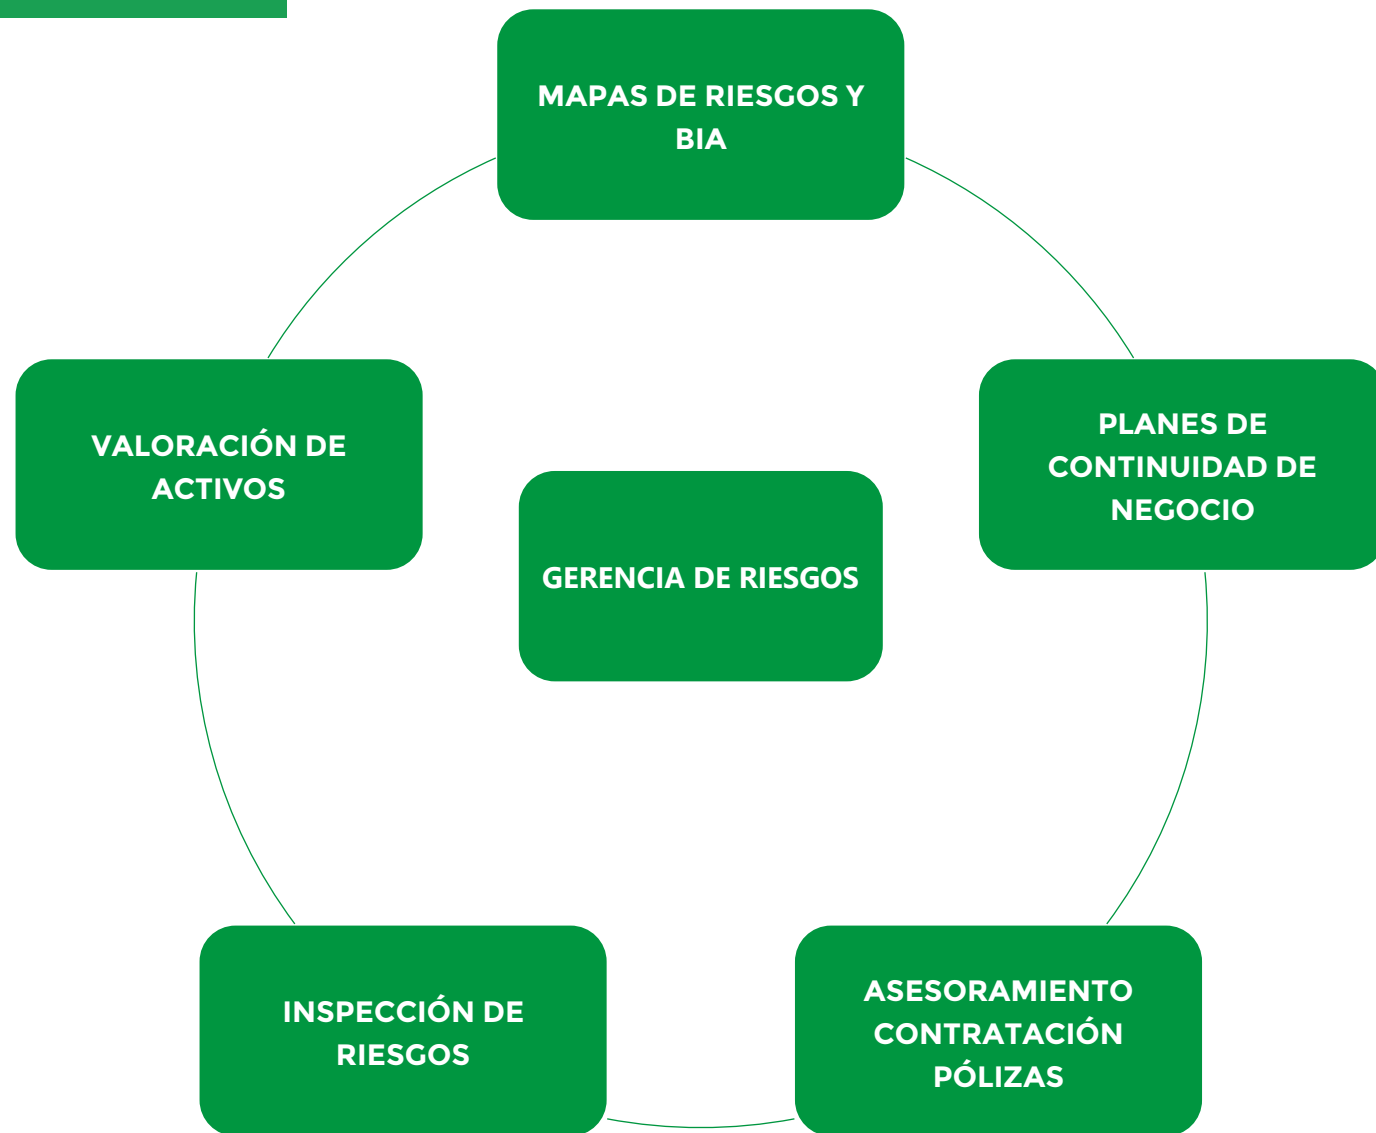 MAPAS DE RIESGOS Y
BIA
PLANES DE
CONTINUIDAD DE
NEGOCIO
VALORACIÓN DE
ACTIVOS
GERENCIA DE RIESGOS
ASESORAMIENTO
CONTRATACIÓN
PÓLIZAS
INSPECCIÓN DE
RIESGOS